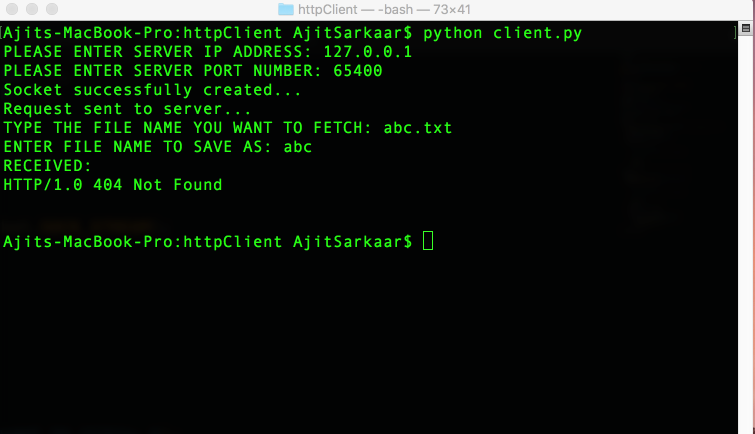 httpClient — -bash — 73×41
Ajits-MacBook-Pro:httpClient AjitSarkaar$ python client.py
PLEASE ENTER SERVER IP ADDRESS: 127.0.0.1
PLEASE ENTER SERVER PORT NUMBER: 65400
Socket successfully created...
Request sent to server...
TYPE THE FILE NAME YOU WANT TO FETCH: abc.txt
ENTER FILE NAME TO SAVE AS: abc
RECEIVED:
HTTP/1.0 404 Not Found
Ajits-MacBook-Pro:httpClient AjitSarkaar$